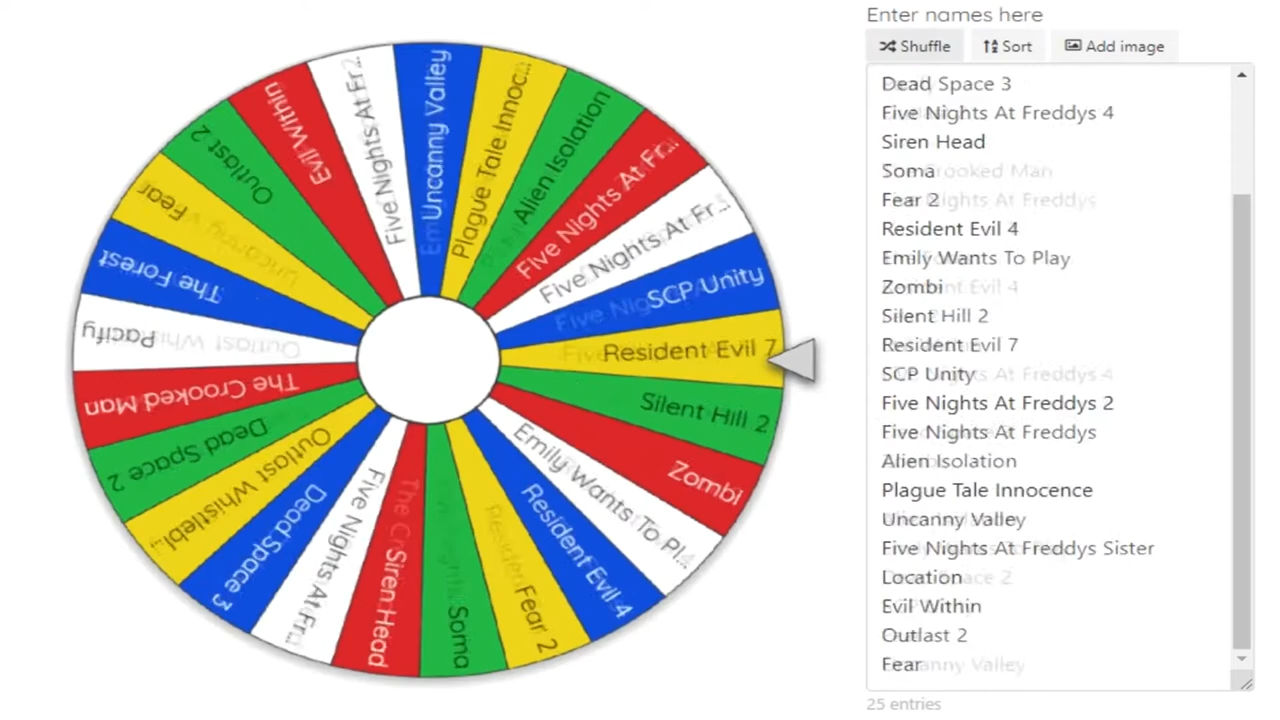 Enter names here
Shuffle
Sort
Add image
Dead Space 3
Five Nights At Freddys 4
Siren Head
Soma
Fear 2
Resident Evil 4
Emily Wants To Play
Zombi
Silent Hill 2
Resident Evil 7
SCP Unity
Five Nights At Freddys 2
Five Nights At Freddys
Alien Isolation
Plague Tale Innocence
Uncanny Valley
Five Nights At Freddys Sister
Location
Evil Within
Outlast 2
Fear
25 entries
Uncanny Valley
Plague Tale Innoc...
Alien Isolation
Five Nights At Fr...
Five Nights At Fr...
SCP Unity
Resident Evil 7
Silent Hill 2
Zombi
Emily Wants To Pl...
Resident Evil 4
Fear 2
Soma
Siren Head
Five Nights At Fr...
Dead Space 3
Outlast Whistlebl...
Dead Space 2
The Crooked Man
Pacify
The Forest
Fear
Outlast 2
Evil Within
Five Nights At Fr...